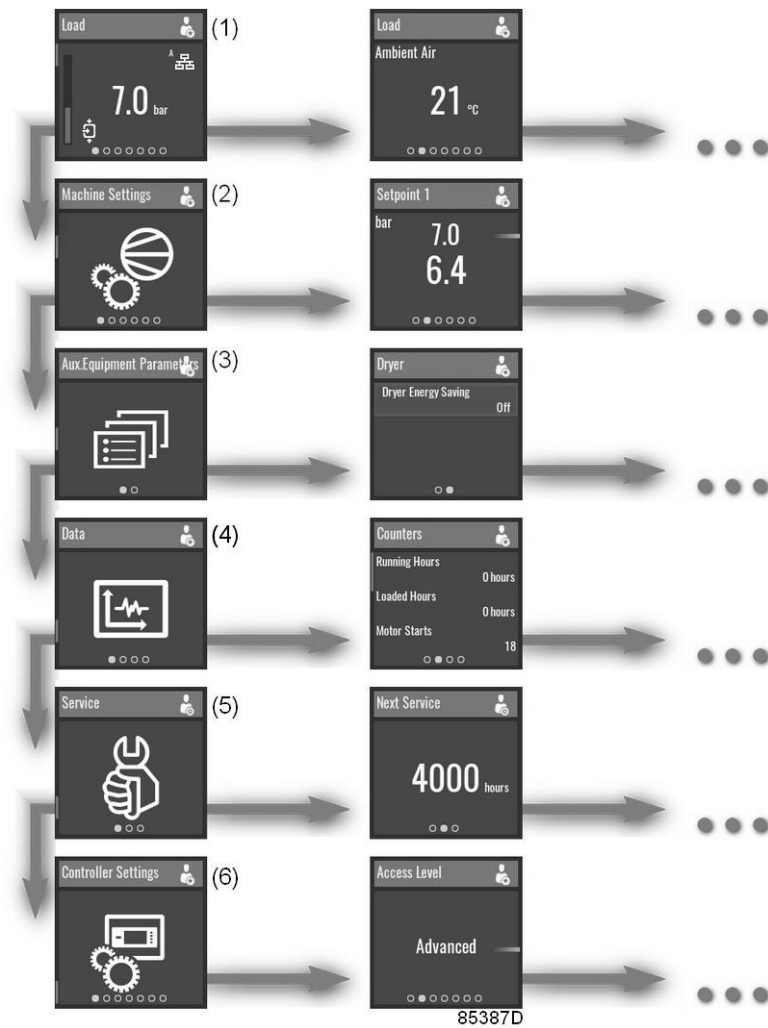 Load
(1)
A
7.0 bar
Load
Ambient Air
21 °C
Machine Settings
(2)
Setpoint 1
bar
7.0
6.4
Aux.Equipment Parameters
(3)
Dryer
Dryer Energy Saving
Off
Data
(4)
Counters
Running Hours
0 hours
Loaded Hours
0 hours
Motor Starts
18
Service
(5)
Next Service
4000 hours
Controller Settings
(6)
Access Level
Advanced
85387D